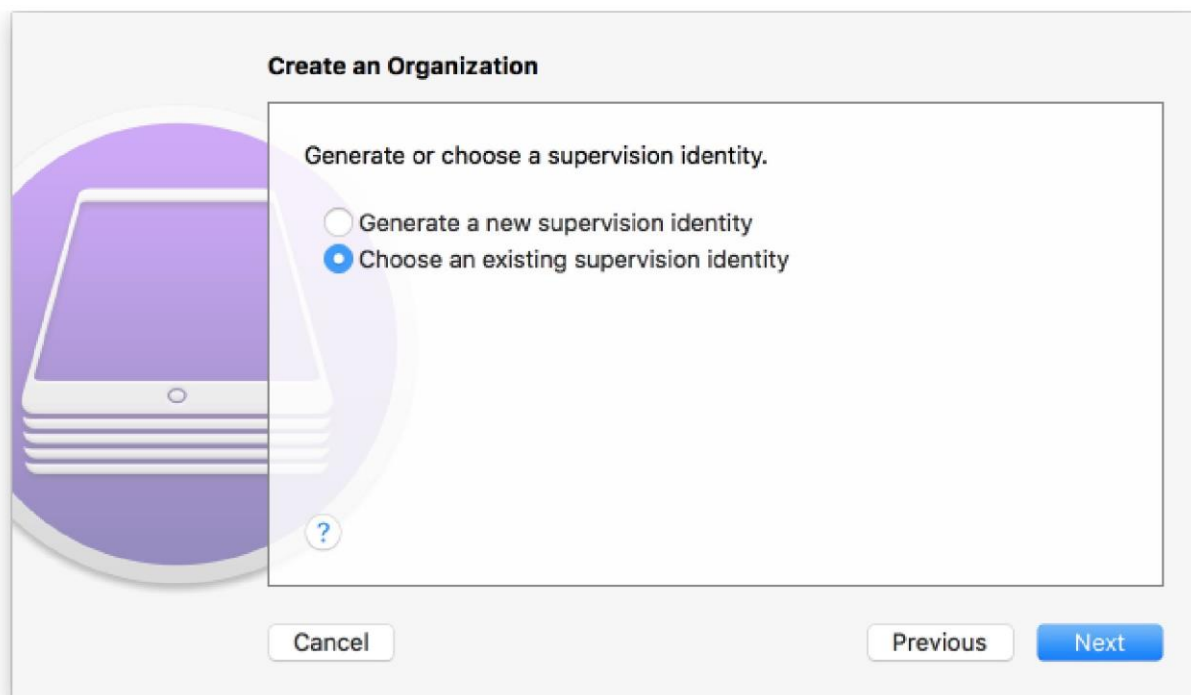 Create an Organization
Generate or choose a supervision identity.
Generate a new supervision identity
Choose an existing supervision identity
?
Cancel
Previous
Next